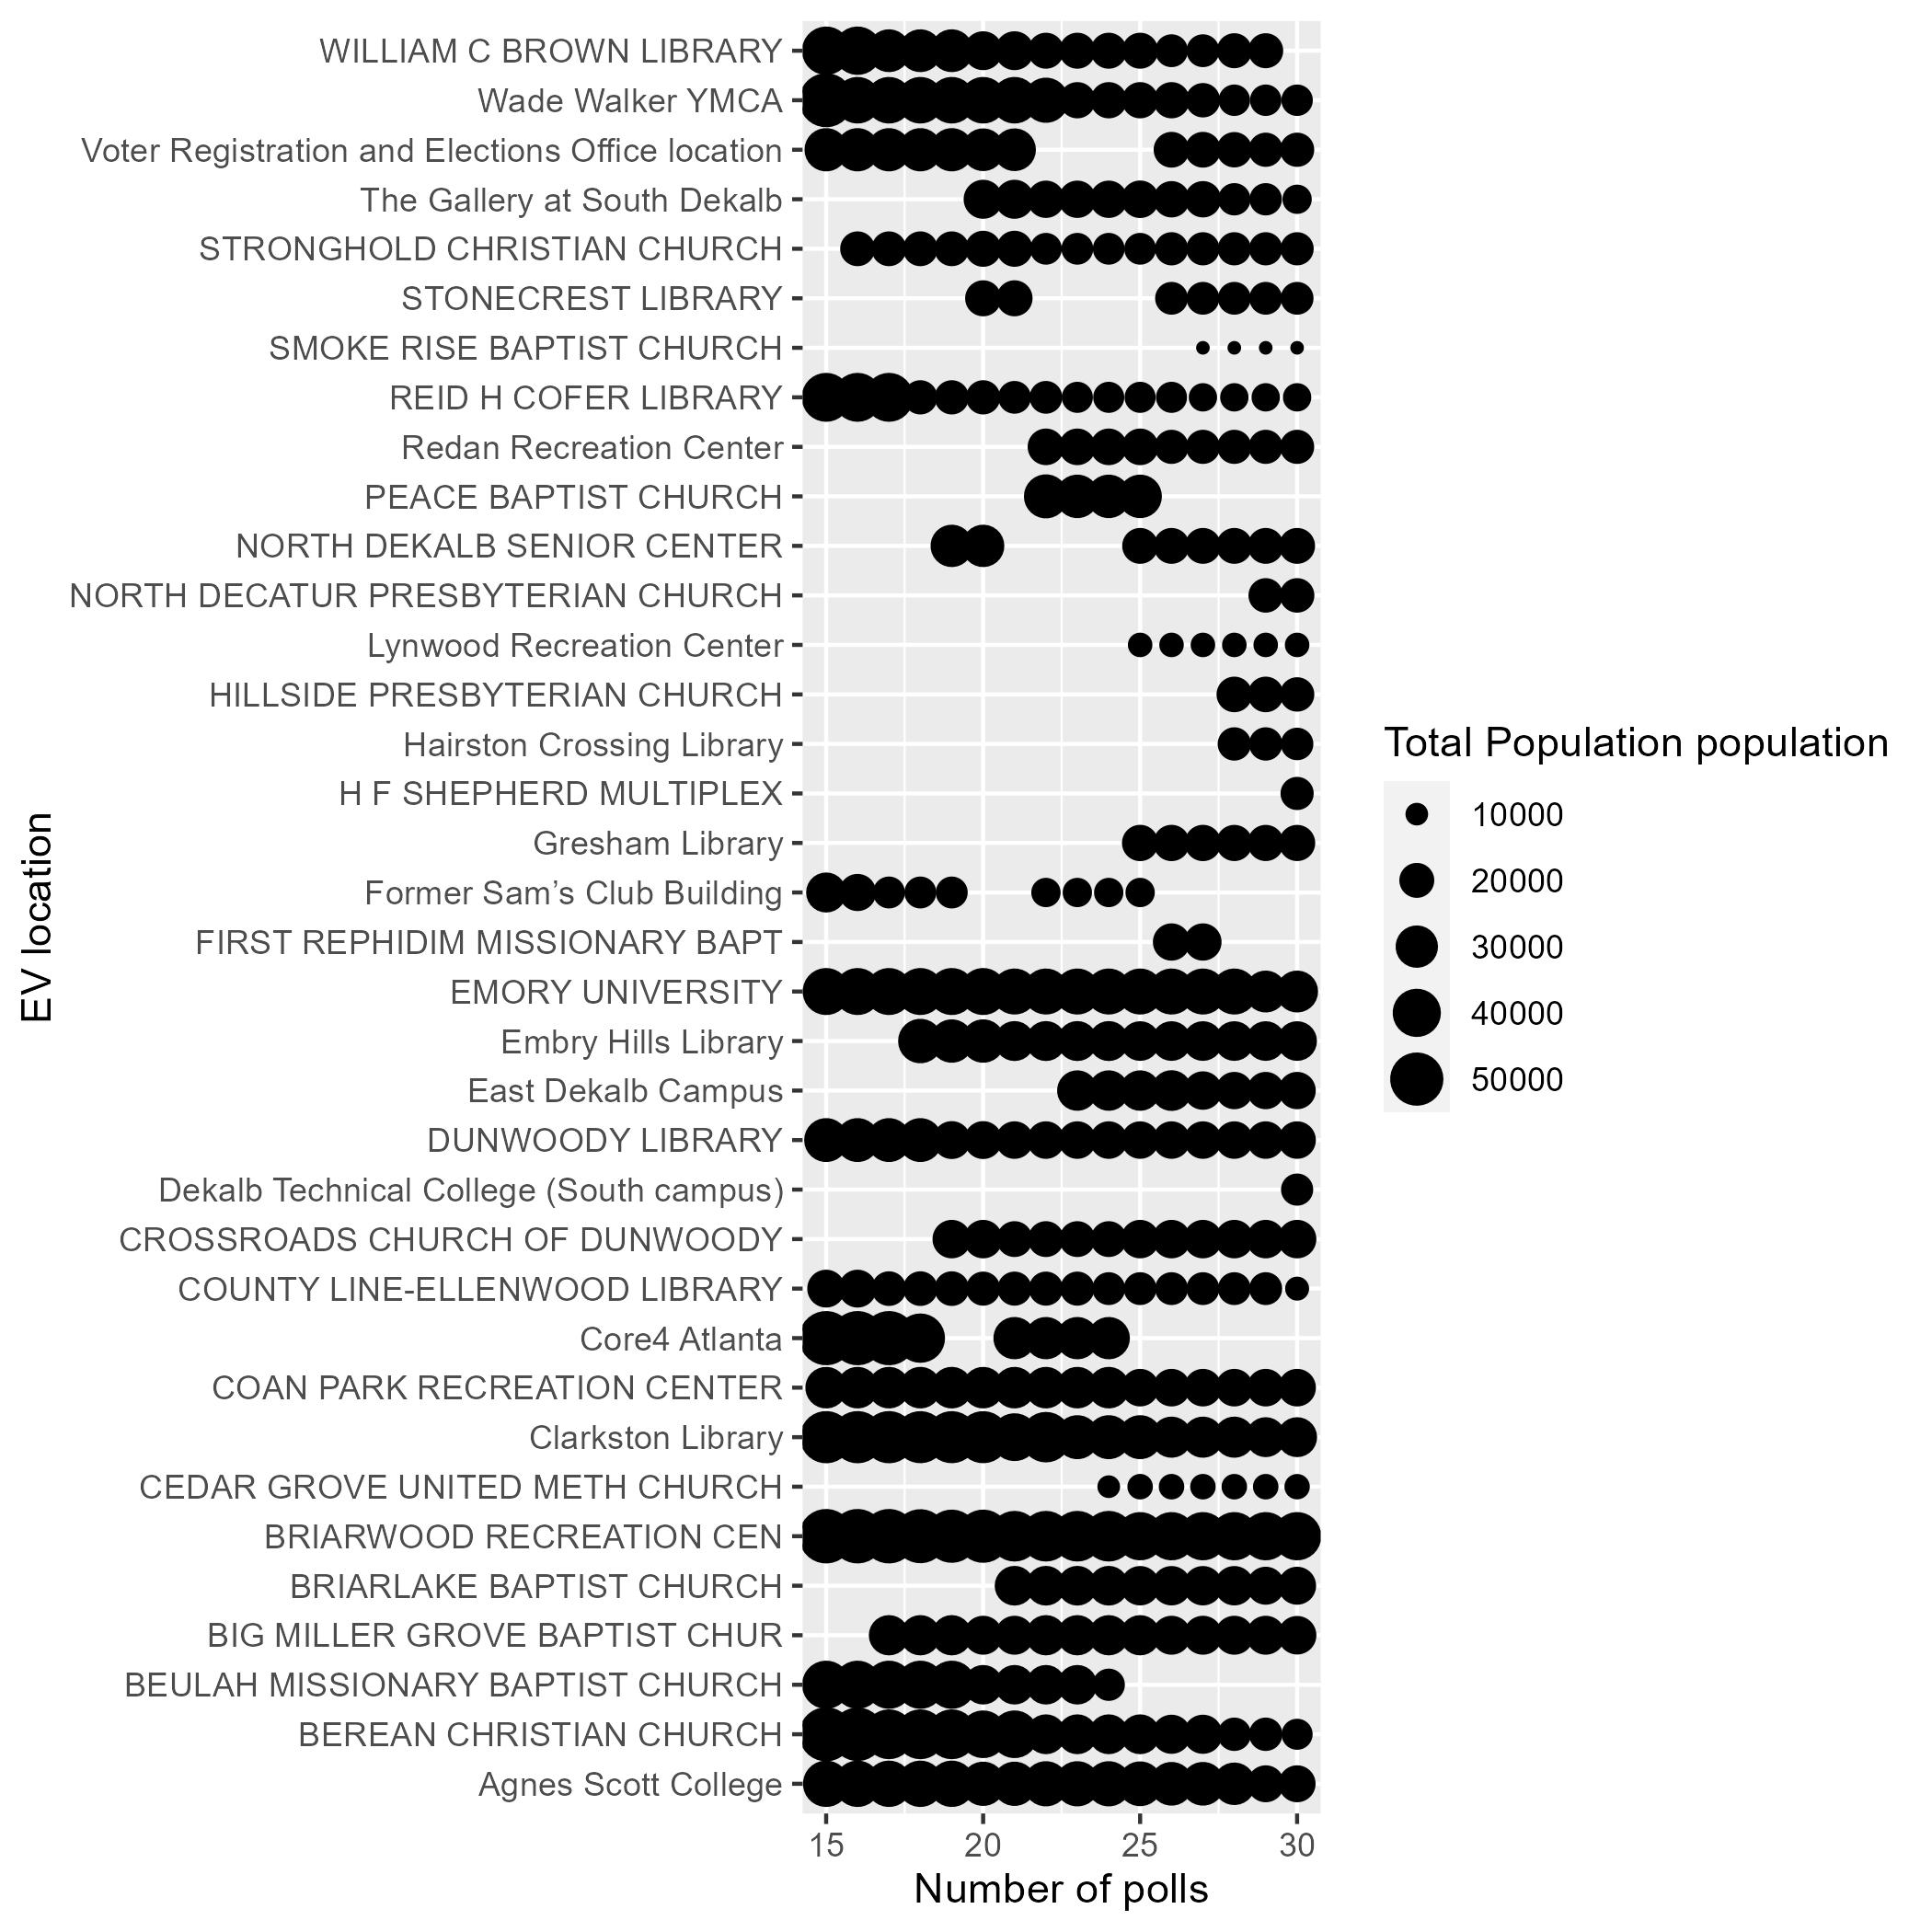 WILLIAM C BROWN LIBRARY
Wade Walker YMCA
Voter Registration and Elections Office location
The Gallery at South Dekalb
STRONGHOLD CHRISTIAN CHURCH
STONECREST LIBRARY
SMOKE RISE BAPTIST CHURCH
REID H COFER LIBRARY
Redan Recreation Center
PEACE BAPTIST CHURCH
NORTH DEKALB SENIOR CENTER
NORTH DECATUR PRESBYTERIAN CHURCH
Lynwood Recreation Center
HILLSIDE PRESBYTERIAN CHURCH
Hairston Crossing Library
H F SHEPHERD MULTIPLEX
Gresham Library
Former Sam’s Club Building
FIRST REPHIDIM MISSIONARY BAPT
EMORY UNIVERSITY
Embry Hills Library
East Dekalb Campus
DUNWOODY LIBRARY
Dekalb Technical College (South campus)
CROSSROADS CHURCH OF DUNWOODY
COUNTY LINE-ELLENWOOD LIBRARY
Core4 Atlanta
COAN PARK RECREATION CENTER
Clarkston Library
CEDAR GROVE UNITED METH CHURCH
BRIARWOOD RECREATION CEN
BRIARLAKE BAPTIST CHURCH
BIG MILLER GROVE BAPTIST CHUR
BEULAH MISSIONARY BAPTIST CHURCH
BEREAN CHRISTIAN CHURCH
Agnes Scott College
EV location
15 20 25 30
Number of polls
Total Population population
10000
20000
30000
40000
50000